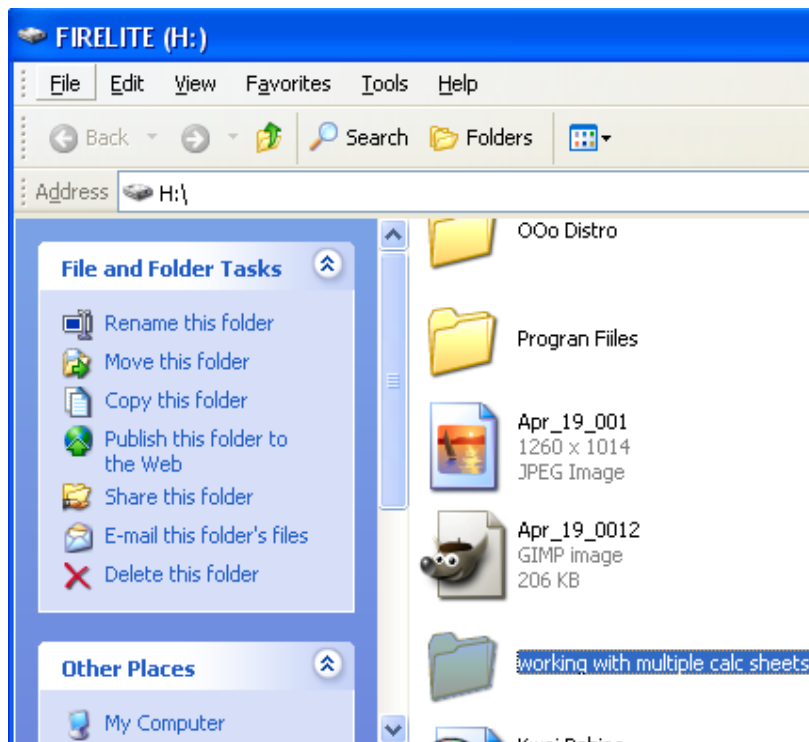 FIRELITE (H:)
File Edit View Favorites Tools Help
Back Search Folders
Address H:\
File and Folder Tasks
Rename this folder
Move this folder
Copy this folder
Publish this folder to
the Web
Share this folder
E-mail this folder's files
Delete this folder
Other Places
My Computer
OOo Distro
Progran Fiiles
Apr_19_001
1260 x 1014
JPEG Image
Apr_19_0012
GIMP image
206 KB
working with multiple calc sheets